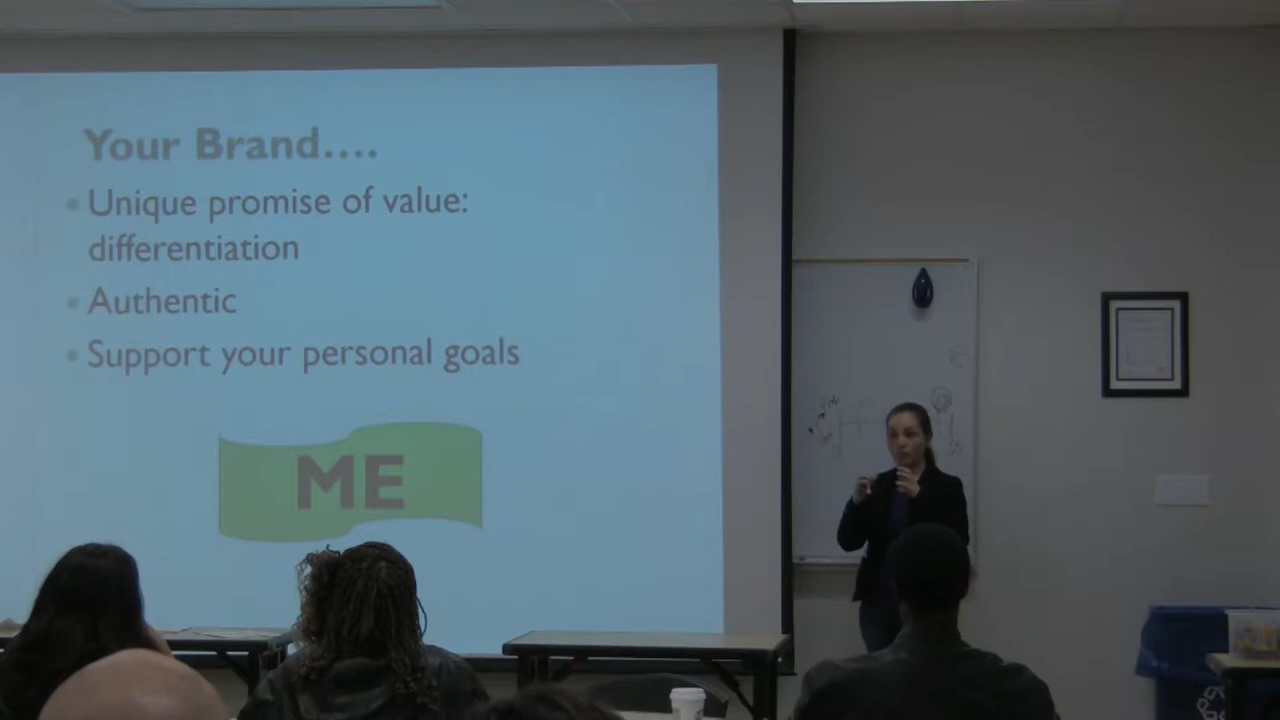 Your Brand....
• Unique promise of value:
differentiation
• Authentic
• Support your personal goals
ME